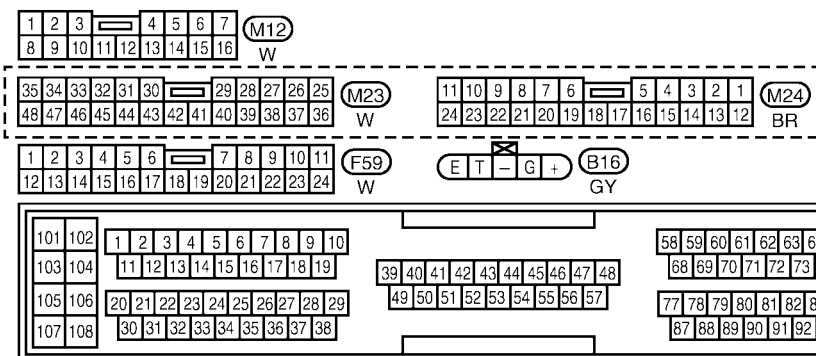 1 2 3 4 5 6 7 M12
8 9 10 11 12 13 14 15 16 W
35 34 33 32 31 30 29 28 27 26 25 M23
48 47 46 45 44 43 42 41 40 39 38 37 36 W
11 10 9 8 7 6 5 4 3 2 1 M24
24 23 22 21 20 19 18 17 16 15 14 13 12 BR
1 2 3 4 5 6 7 8 9 10 11 F59
12 13 14 15 16 17 18 19 20 21 22 23 24 W
E T − G + B16
GY
101 102
103 104
105 106
107 108
1 2 3 4 5 6 7 8 9 10
11 12 13 14 15 16 17 18 19
20 21 22 23 24 25 26 27 28 29
30 31 32 33 34 35 36 37 38
39 40 41 42 43 44 45 46 47 48
49 50 51 52 53 54 55 56 57
58 59 60 61 62 63
68 69 70 71 72 73
77 78 79 80 81 82
87 88 89 90 91 92